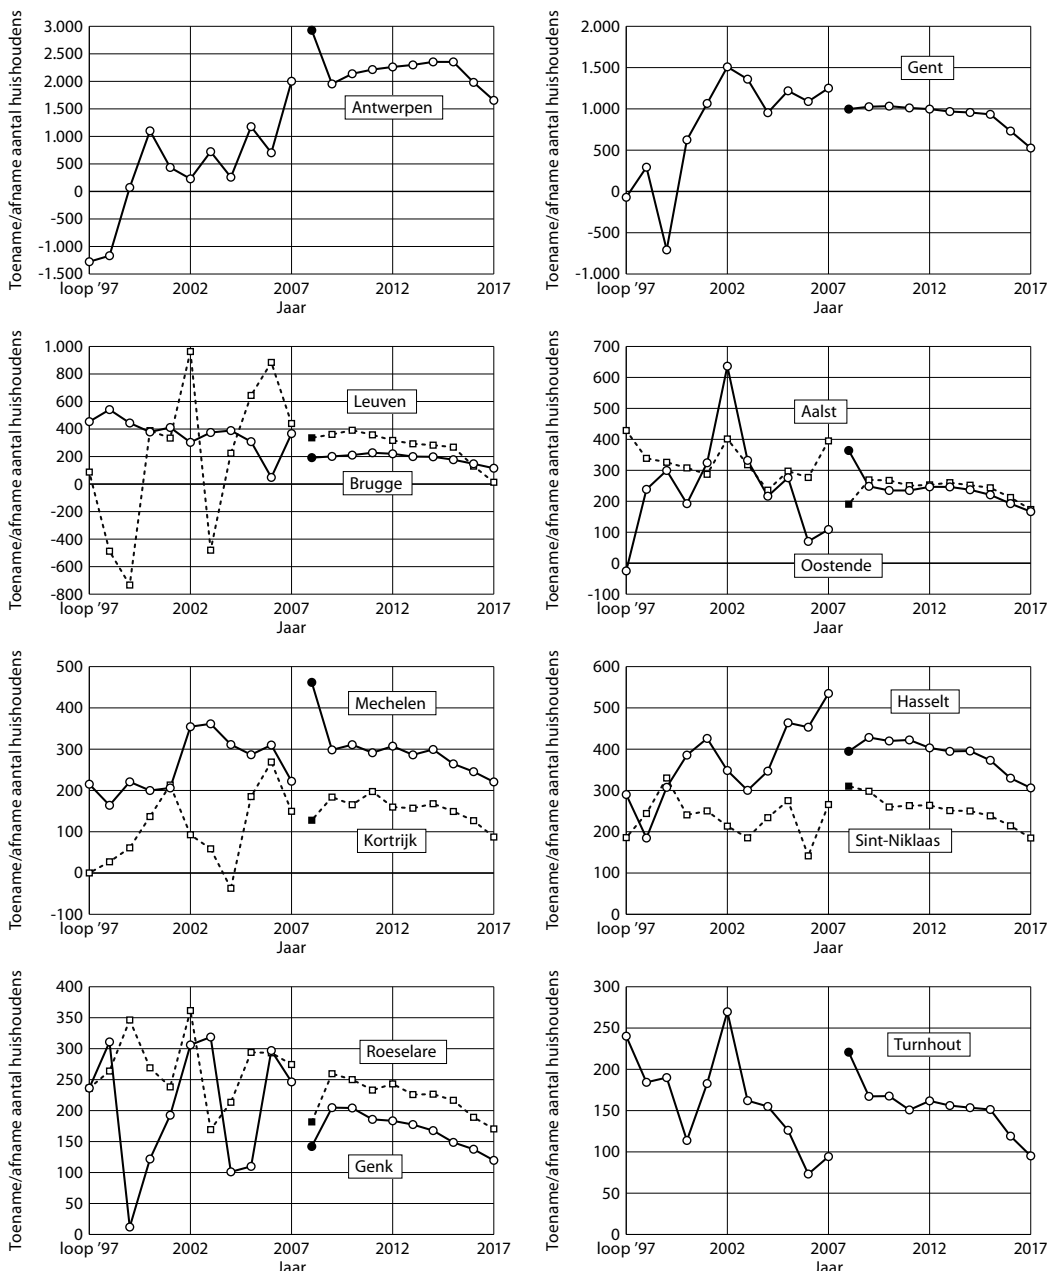 Toename/afname aantal huishoudens
3.000
2.500
2.000
1.500
1.000
500
0
-500
-1.000
-1.500
Antwerpen
loop ’97 2002 2007 2012 2017
Jaar
Toename/afname aantal huishoudens
2.000
1.500
1.000
500
0
-500
-1.000
Gent
loop ’97 2002 2007 2012 2017
Jaar
Toename/afname aantal huishoudens
1.000
800
600
400
200
0
-200
-400
-600
-800
Leuven
Brugge
loop ’97 2002 2007 2012 2017
Jaar
Toename/afname aantal huishoudens
700
600
500
400
300
200
100
0
-100
Aalst
Oostende
loop ’97 2002 2007 2012 2017
Jaar
Toename/afname aantal huishoudens
500
400
300
200
100
0
-100
Mechelen
Kortrijk
loop ’97 2002 2007 2012 2017
Jaar
Toename/afname aantal huishoudens
600
500
400
300
200
100
0
Hasselt
Sint-Niklaas
loop ’97 2002 2007 2012 2017
Jaar
Toename/afname aantal huishoudens
400
350
300
250
200
150
100
50
0
Roeselare
Genk
loop ’97 2002 2007 2012 2017
Jaar
Toename/afname aantal huishoudens
300
250
200
150
100
50
0
Turnhout
loop ’97 2002 2007 2012 2017
Jaar